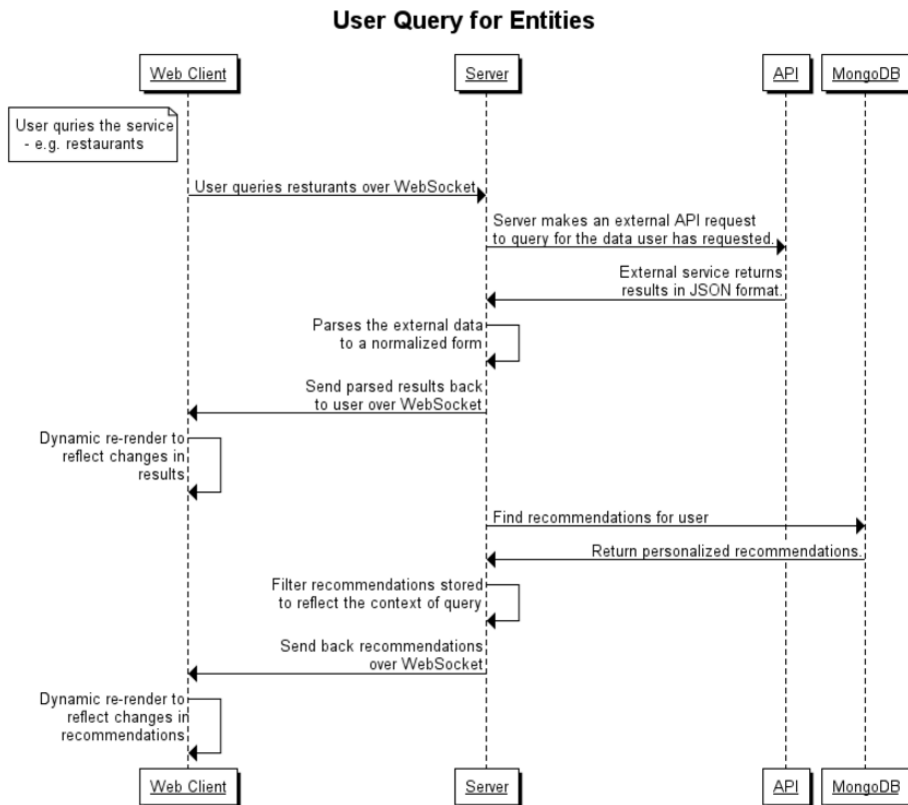 User Query for Entities
Web Client
Server
API
MongoDB
User quries the service
- e.g. restaurants
User queries resturants over WebSocket
Server makes an external API request
to query for the data user has requested.
External service returns
results in JSON format.
Parses the external data
to a normalized form
Send parsed results back
to user over WebSocket
Dynamic re-render to
reflect changes in
results
Find recommendations for user
Return personalized recommendations.
Filter recommendations stored
to reflect the context of query
Send back recommendations
over WebSocket
Dynamic re-render to
reflect changes in
recommendations
Web Client
Server
API
MongoDB